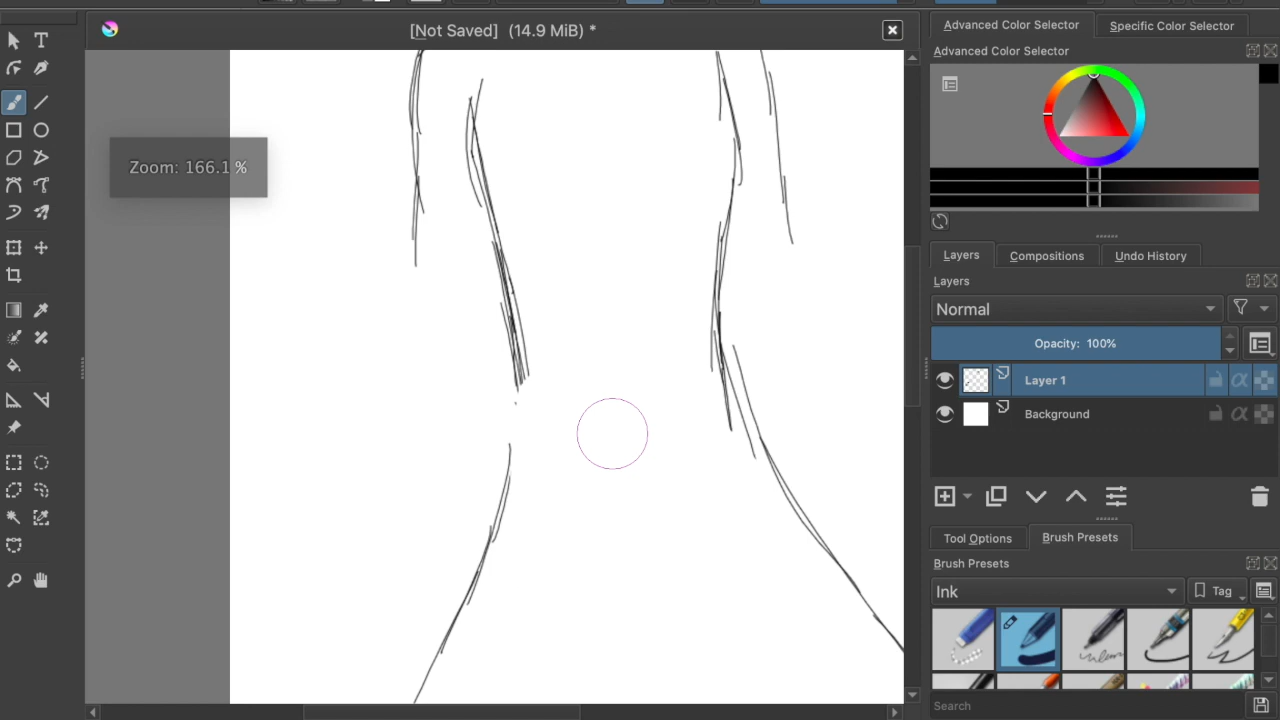 [Not Saved]  (14.9 MiB) *
Advanced Color Selector
Specific Color Selector
Advanced Color Selector
Zoom: 166.1 %
Layers
Compositions
Undo History
Layers
Normal
Opacity: 100%
Layer 1
Background
Tool Options
Brush Presets
Brush Presets
Ink
Tag
Search